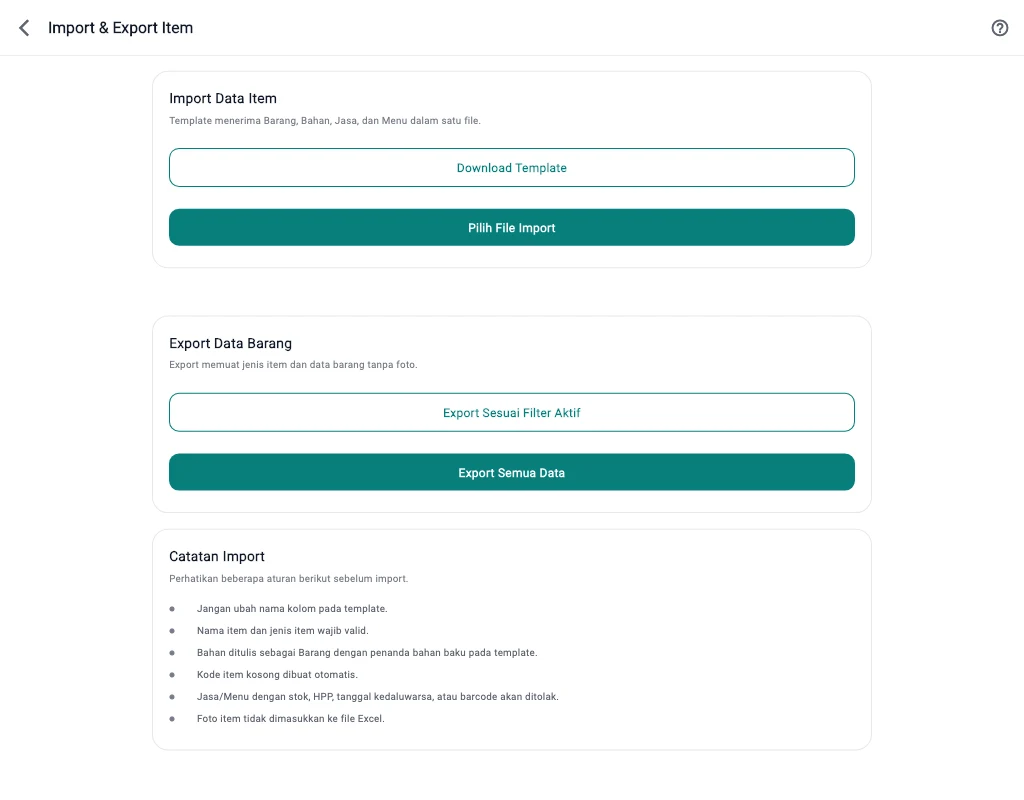 Import & Export Item
Import Data Item
Template menerima Barang, Bahan, Jasa, dan Menu dalam satu file.
Download Template
Pilih File Import
Export Data Barang
Export memuat jenis item dan data barang tanpa foto.
Export Sesuai Filter Aktif
Export Semua Data
Catatan Import
Perhatikan beberapa aturan berikut sebelum import.
Jangan ubah nama kolom pada template.
Nama item dan jenis item wajib valid.
Bahan ditulis sebagai Barang dengan penanda bahan baku pada template.
Kode item kosong dibuat otomatis.
Jasa/Menu dengan stok, HPP, tanggal kedaluwarsa, atau barcode akan ditolak.
Foto item tidak dimasukkan ke file Excel.